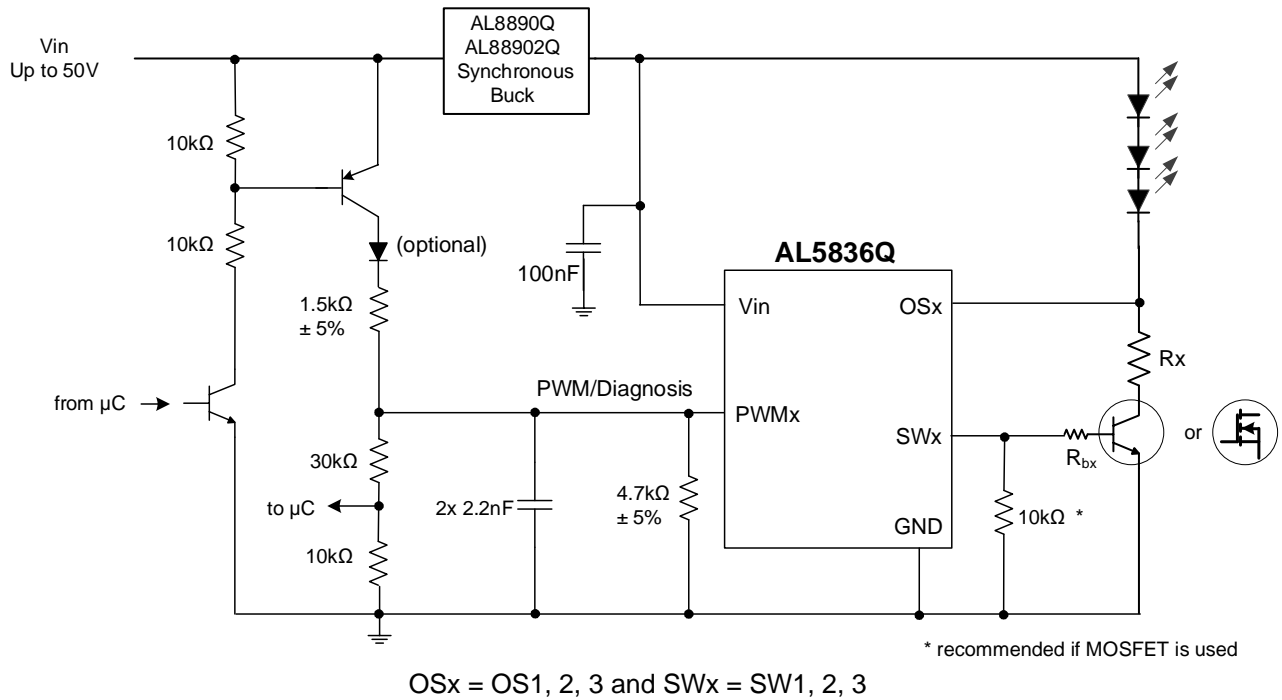 AL8890Q
AL88902Q
Synchronous
Buck
Vin
Up to 50V
10kΩ
10kΩ
(optional)
100nF
AL5836Q
1.5kΩ
± 5%
Vin
OSx
Rx
PWM/Diagnosis
from µC
PWMx
SWx
or
Rbx
30kΩ
to µC
2x 2.2nF
4.7kΩ
± 5%
10kΩ *
GND
10kΩ
* recommended if MOSFET is used
OSx = OS1, 2, 3 and SWx = SW1, 2, 3